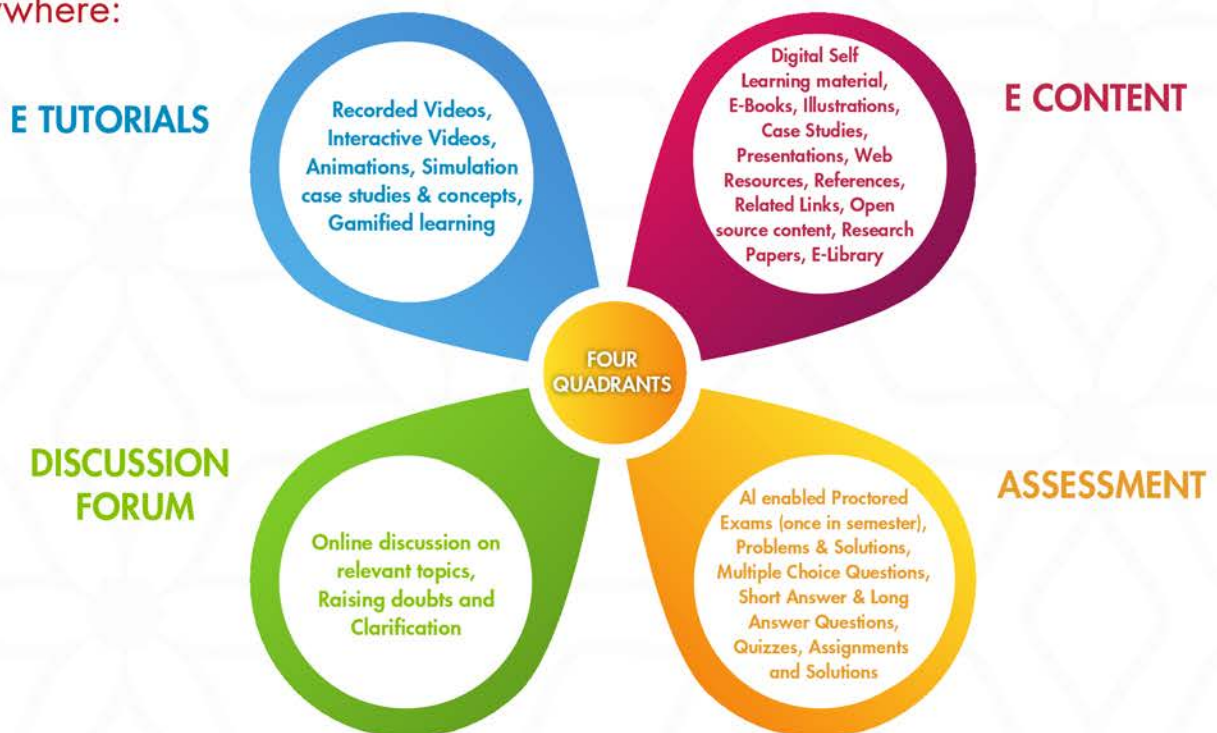 where:
E TUTORIALS
Recorded Videos,
Interactive Videos,
Animations, Simulation
case studies & concepts,
Gamified learning
Digital Self
Learning material,
E-Books, Illustrations,
Case Studies,
Presentations, Web
Resources, References,
Related Links, Open
source content, Research
Papers, E-Library
E CONTENT
FOUR
QUADRANTS
DISCUSSION
FORUM
Online discussion on
relevant topics,
Raising doubts and
Clarification
AI enabled Proctored
Exams (once in semester),
Problems & Solutions,
Multiple Choice Questions,
Short Answer & Long
Answer Questions,
Quizzes, Assignments
and Solutions
ASSESSMENT